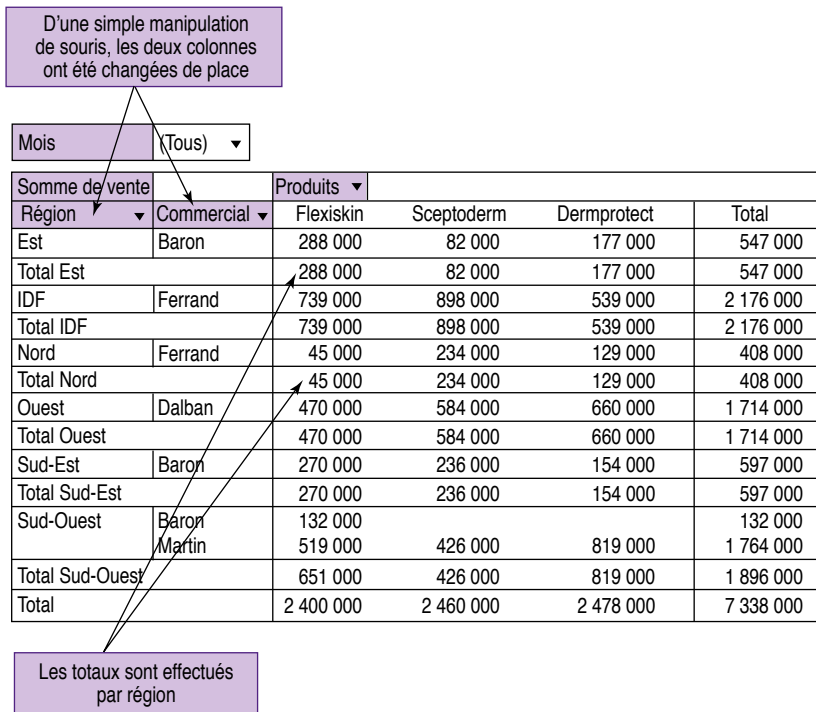 D'une simple manipulation
de souris, les deux colonnes
ont été changées de place
Mois (Tous)
Somme de vente Produits
Région Commercial Flexiskin Sceptoderm Dermprotect Total
Est Baron 288 000 82 000 177 000 547 000
Total Est 288 000 82 000 177 000 547 000
IDF Ferrand 739 000 898 000 539 000 2 176 000
Total IDF 739 000 898 000 539 000 2 176 000
Nord Ferrand 45 000 234 000 129 000 408 000
Total Nord 45 000 234 000 129 000 408 000
Ouest Dalban 470 000 584 000 660 000 1 714 000
Total Ouest 470 000 584 000 660 000 1 714 000
Sud-Est Baron 270 000 236 000 154 000 597 000
Total Sud-Est 270 000 236 000 154 000 597 000
Sud-Ouest Baron 132 000 132 000
Martin 519 000 426 000 819 000 1 764 000
Total Sud-Ouest 651 000 426 000 819 000 1 896 000
Total 2 400 000 2 460 000 2 478 000 7 338 000
Les totaux sont effectués
par région